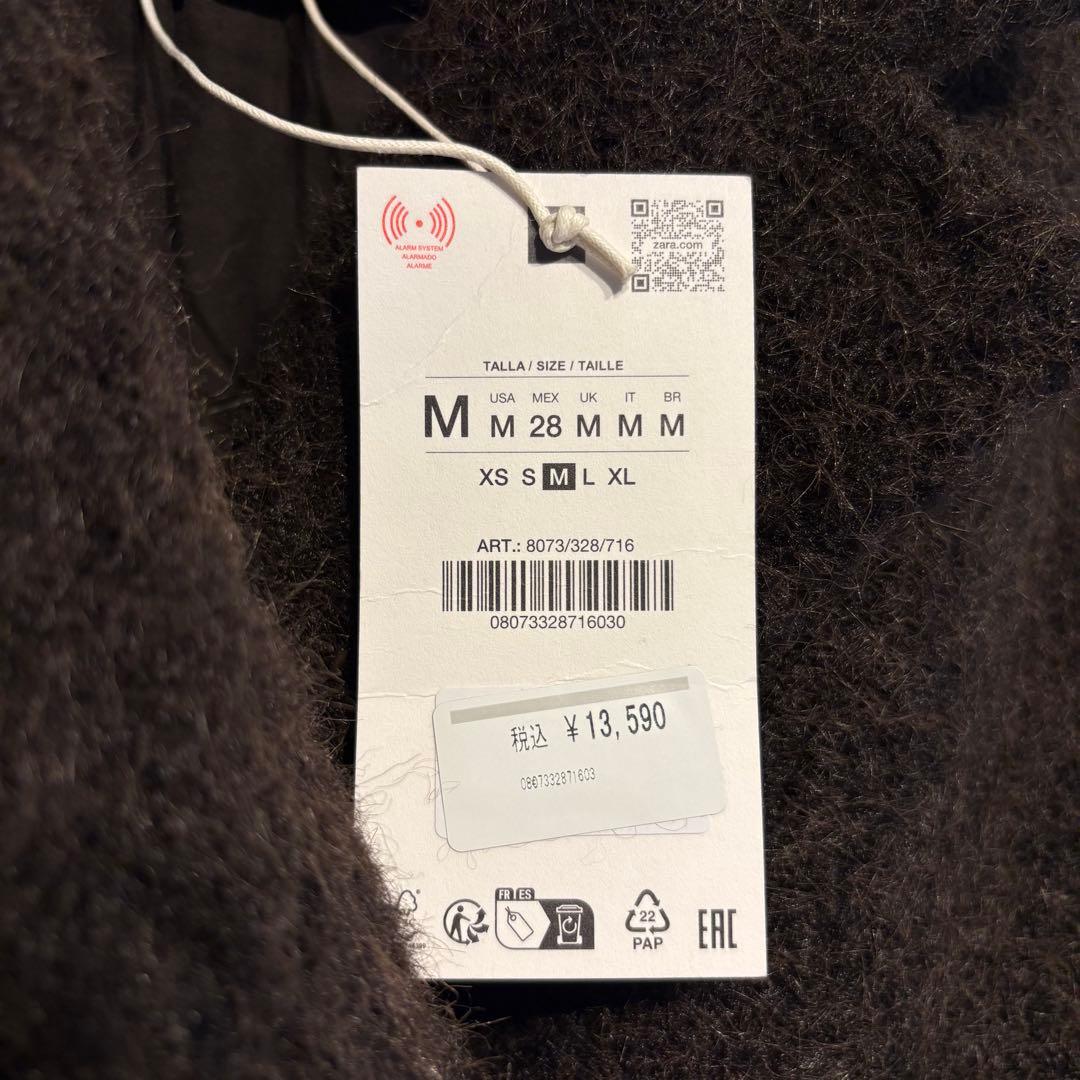 ALARM SYSTEM
ALARMADO
ALARME
zara.com
TALLA / SIZE / TAILLE
M
USA MEX UK IT BR
M 28 M M M
XS S M L XL
ART.: 8073/328/716
08073328716030
税込 ¥13,590
0807332871603
FR ES
22
PAP
EAC